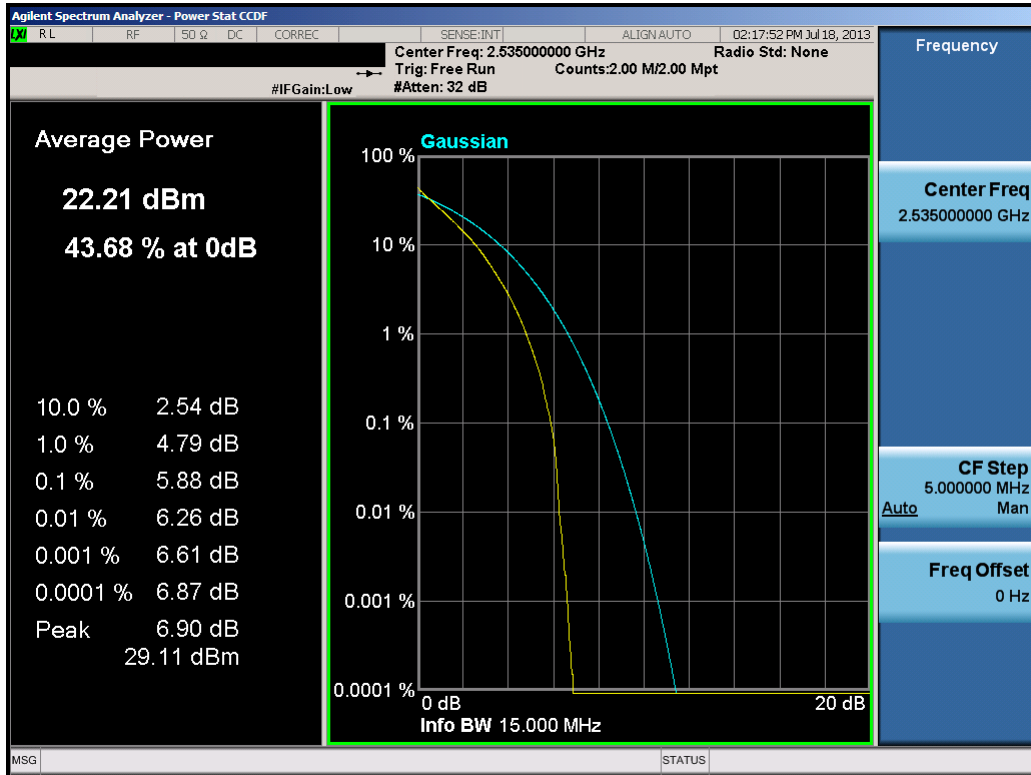 Agilent Spectrum Analyzer - Power Stat CCDF
LXI RL RF 50 Ω DC CORREC SENSE:INT ALIGN AUTO 02:17:52 PM Jul 18, 2013
Center Freq: 2.535000000 GHz Radio Std: None
Trig: Free Run Counts:2.00 M/2.00 Mpt
#IFGain:Low #Atten: 32 dB
Average Power
22.21 dBm
43.68 % at 0dB
10.0 % 2.54 dB
1.0 % 4.79 dB
0.1 % 5.88 dB
0.01 % 6.26 dB
0.001 % 6.61 dB
0.0001 % 6.87 dB
Peak 6.90 dB
29.11 dBm
Gaussian
100 %
10 %
1 %
0.1 %
0.01 %
0.001 %
0.0001 %
0 dB 20 dB
Info BW 15.000 MHz
Frequency
Center Freq
2.535000000 GHz
CF Step
5.000000 MHz
Auto Man
Freq Offset
0 Hz
MSG STATUS